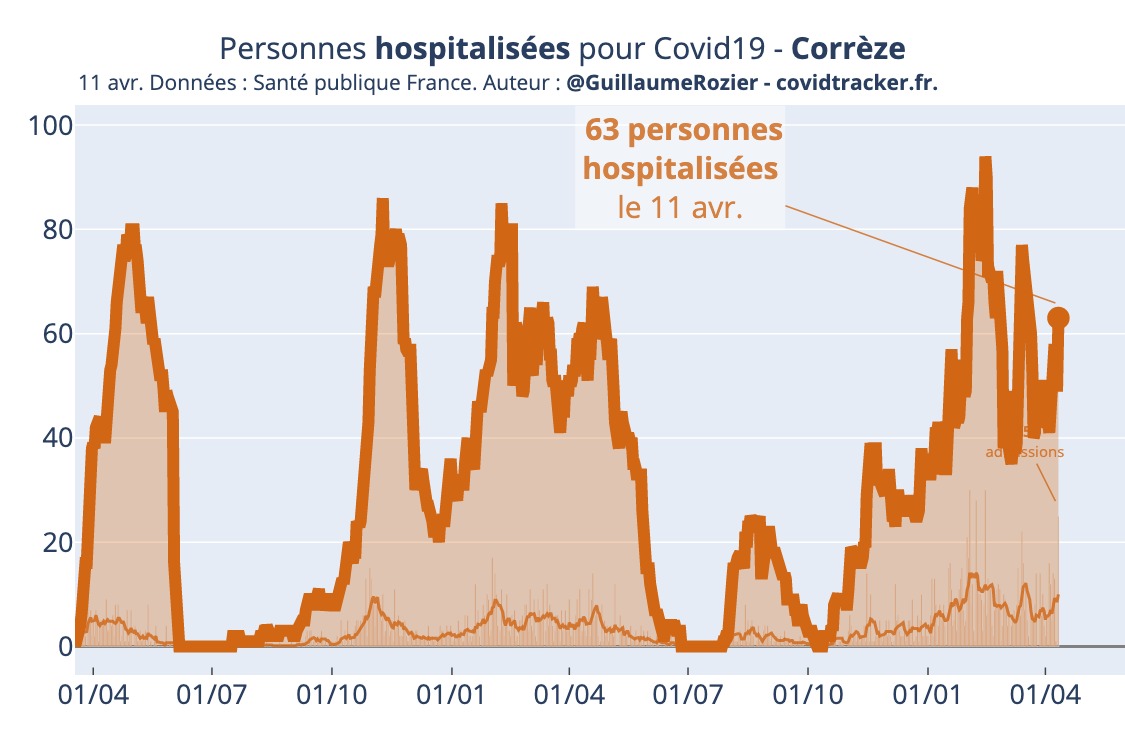 Personnes hospitalisées pour Covid19 - Corrèze
11 avr. Données : Santé publique France. Auteur : @GuillaumeRozier - covidtracker.fr.
63 personnes
hospitalisées
le 11 avr.
100
80
60
40
20
0
01/04 01/07 01/10 01/01 01/04 01/07 01/10 01/01 01/04